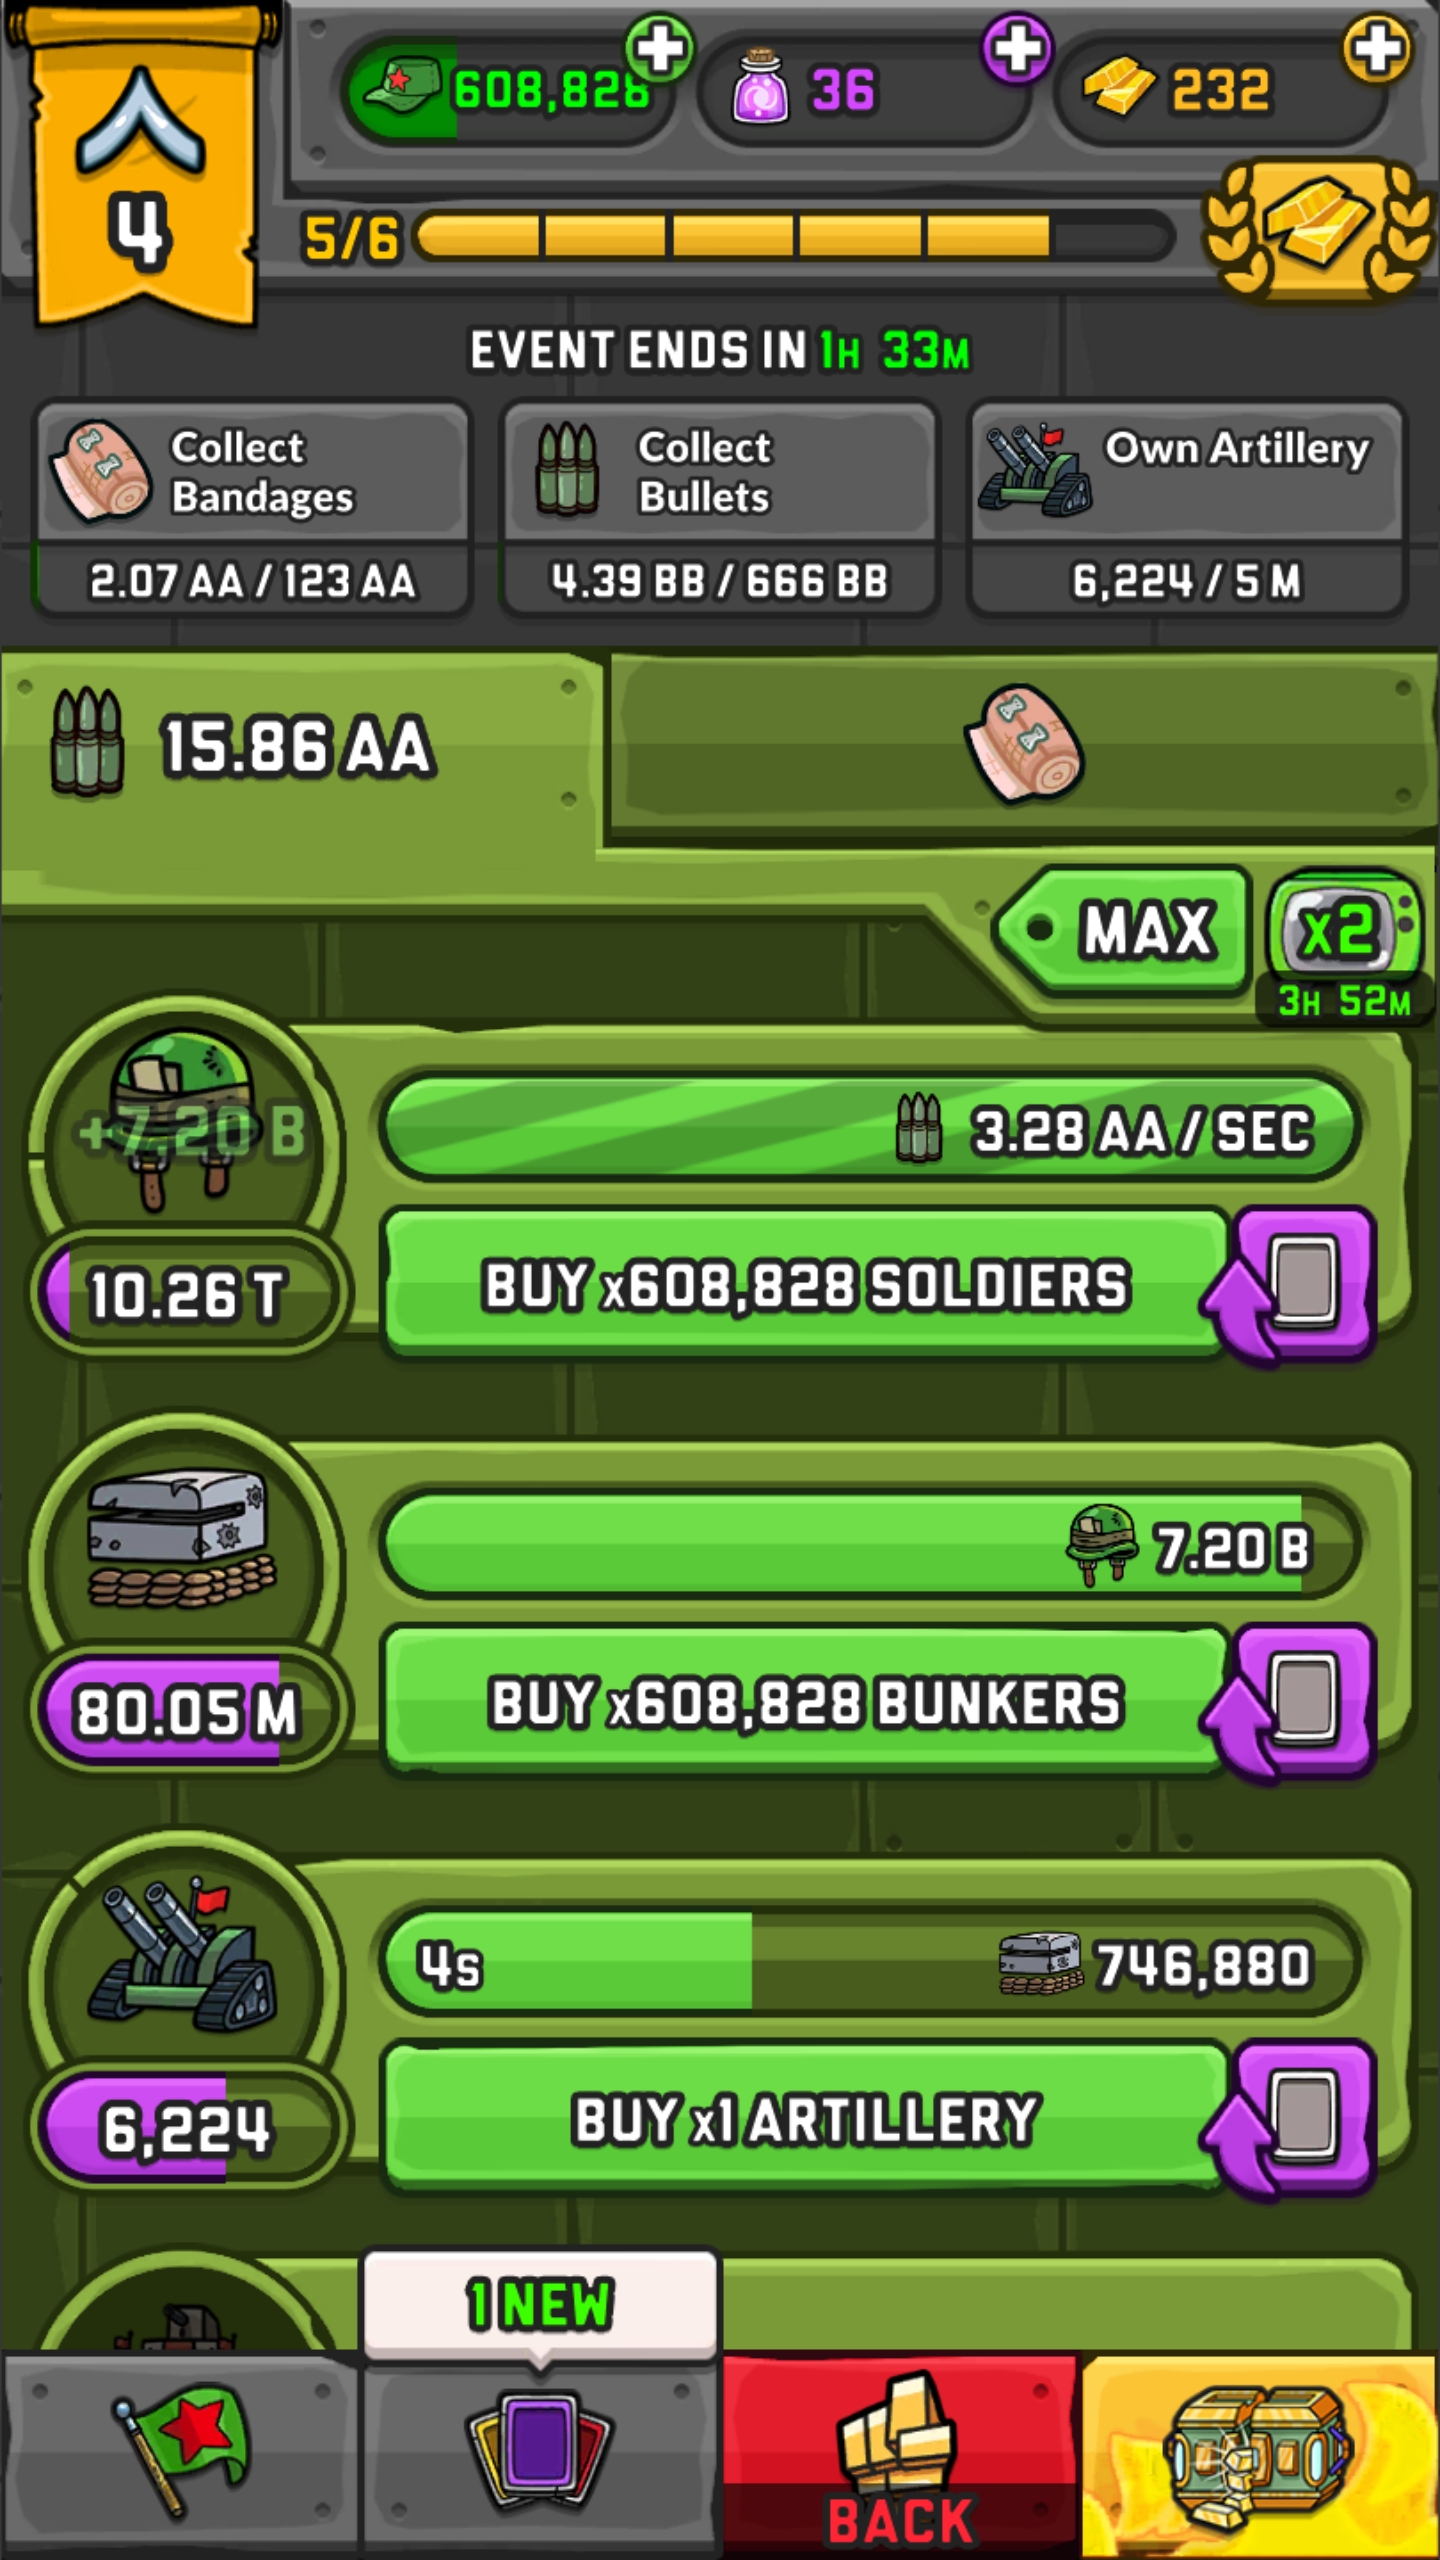 608,828
36
232
4
5/6
EVENT ENDS IN 1H 33M
Collect
Bandages
2.07 AA / 123 AA
Collect
Bullets
4.39 BB / 666 BB
Own Artillery
6,224 / 5 M
15.86 AA
MAX
x2
3H 52M
+7.20 B
3.28 AA / SEC
10.26 T
BUY x608,828 SOLDIERS
7.20 B
80.05 M
BUY x608,828 BUNKERS
4s
746,880
6,224
BUY x1 ARTILLERY
1 NEW
BACK